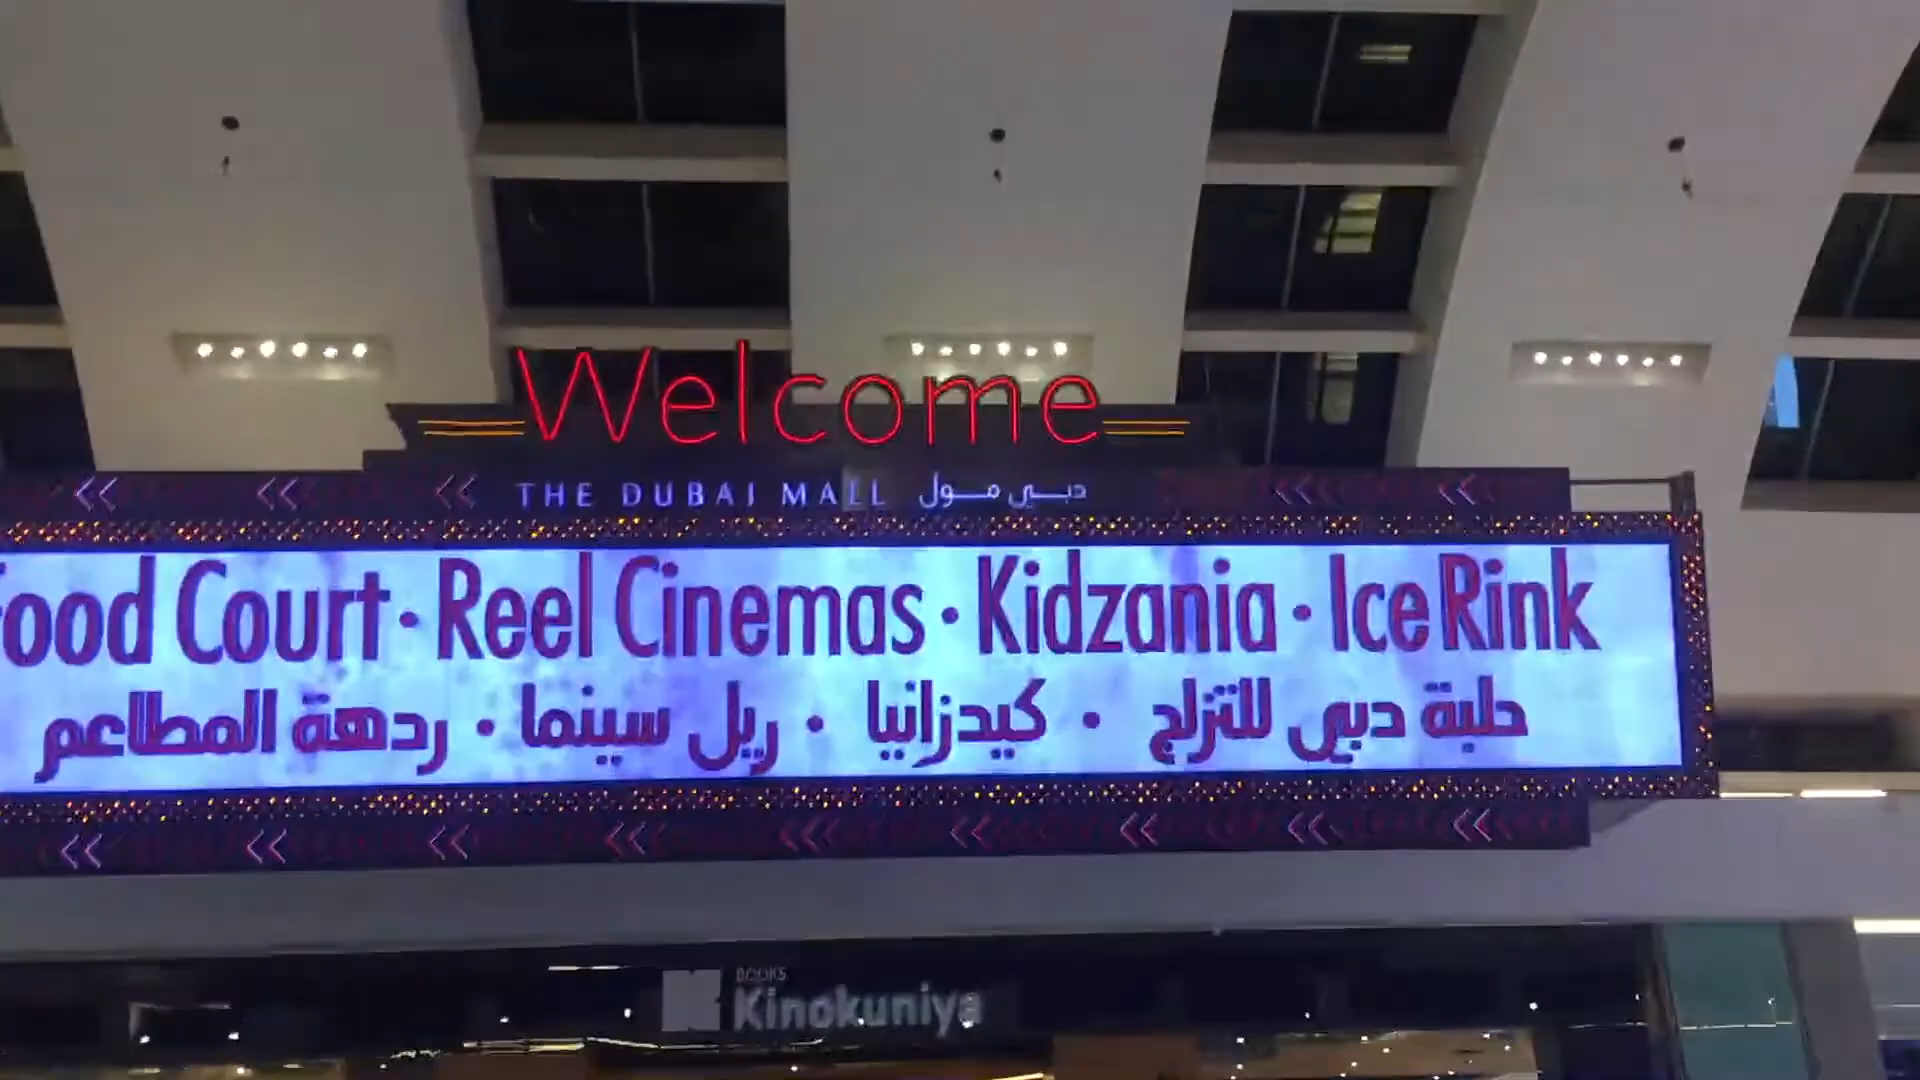 Welcome
THE DUBAI MALL دبي مول
Food Court · Reel Cinemas · Kidzania · Ice Rink
حلبة دبي للتزلج · كيدزانيا · ريل سينما · ردهة المطاعم
BOOKS
Kinokuniya